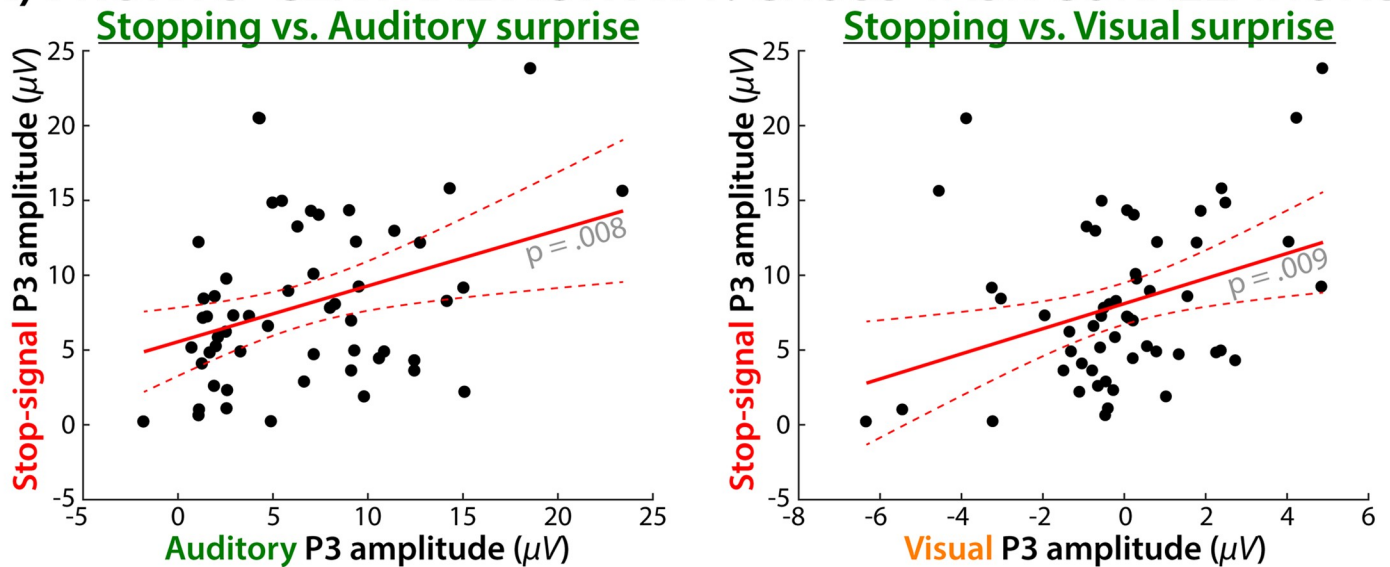 Stopping vs. Auditory surprise
25
20
15
10
5
0
-5
Stop-signal P3 amplitude (μV)
p = .008
-5 0 5 10 15 20 25
Auditory P3 amplitude (μV)
Stopping vs. Visual surprise
25
20
15
10
5
0
-5
Stop-signal P3 amplitude (μV)
p = .009
-8 -6 -4 -2 0 2 4 6
Visual P3 amplitude (μV)